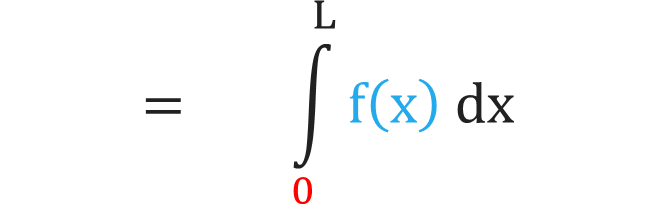 L
= ∫ f(x) dx
0